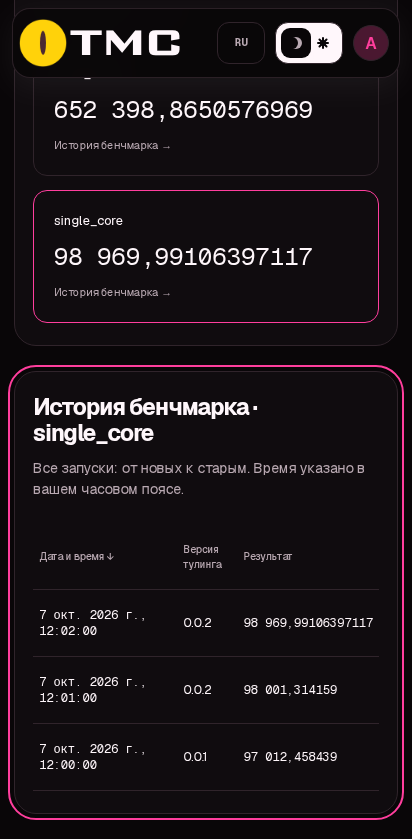 TMC
RU
A
652 398,8650576969
История бенчмарка →
single_core
98 969,99106397117
История бенчмарка →
История бенчмарка ·
single_core
Все запуски: от новых к старым. Время указано в
вашем часовом поясе.
Дата и время ↓
Версия
тулинга
Результат
7 окт. 2026 г.,
12:02:00
0.0.2
98 969,99106397117
7 окт. 2026 г.,
12:01:00
0.0.2
98 001,314159
7 окт. 2026 г.,
12:00:00
0.0.1
97 012,458439